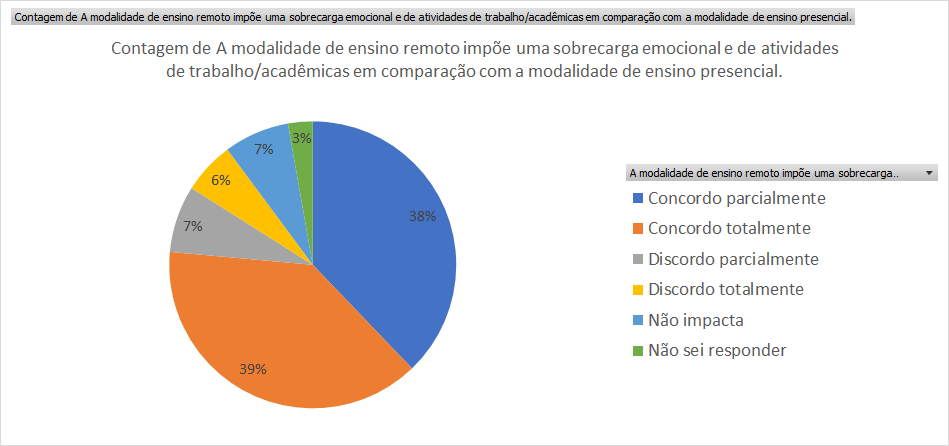 Contagem de A modalidade de ensino remoto impõe uma sobrecarga emocional e de atividades de trabalho/acadêmicas em comparação com a modalidade de ensino presencial.
Contagem de A modalidade de ensino remoto impõe uma sobrecarga emocional e de atividades
de trabalho/acadêmicas em comparação com a modalidade de ensino presencial.
3%
7%
6%
7%
38%
39%
A modalidade de ensino remoto impõe uma sobrecarga..
Concordo parcialmente
Concordo totalmente
Discordo parcialmente
Discordo totalmente
Não impacta
Não sei responder